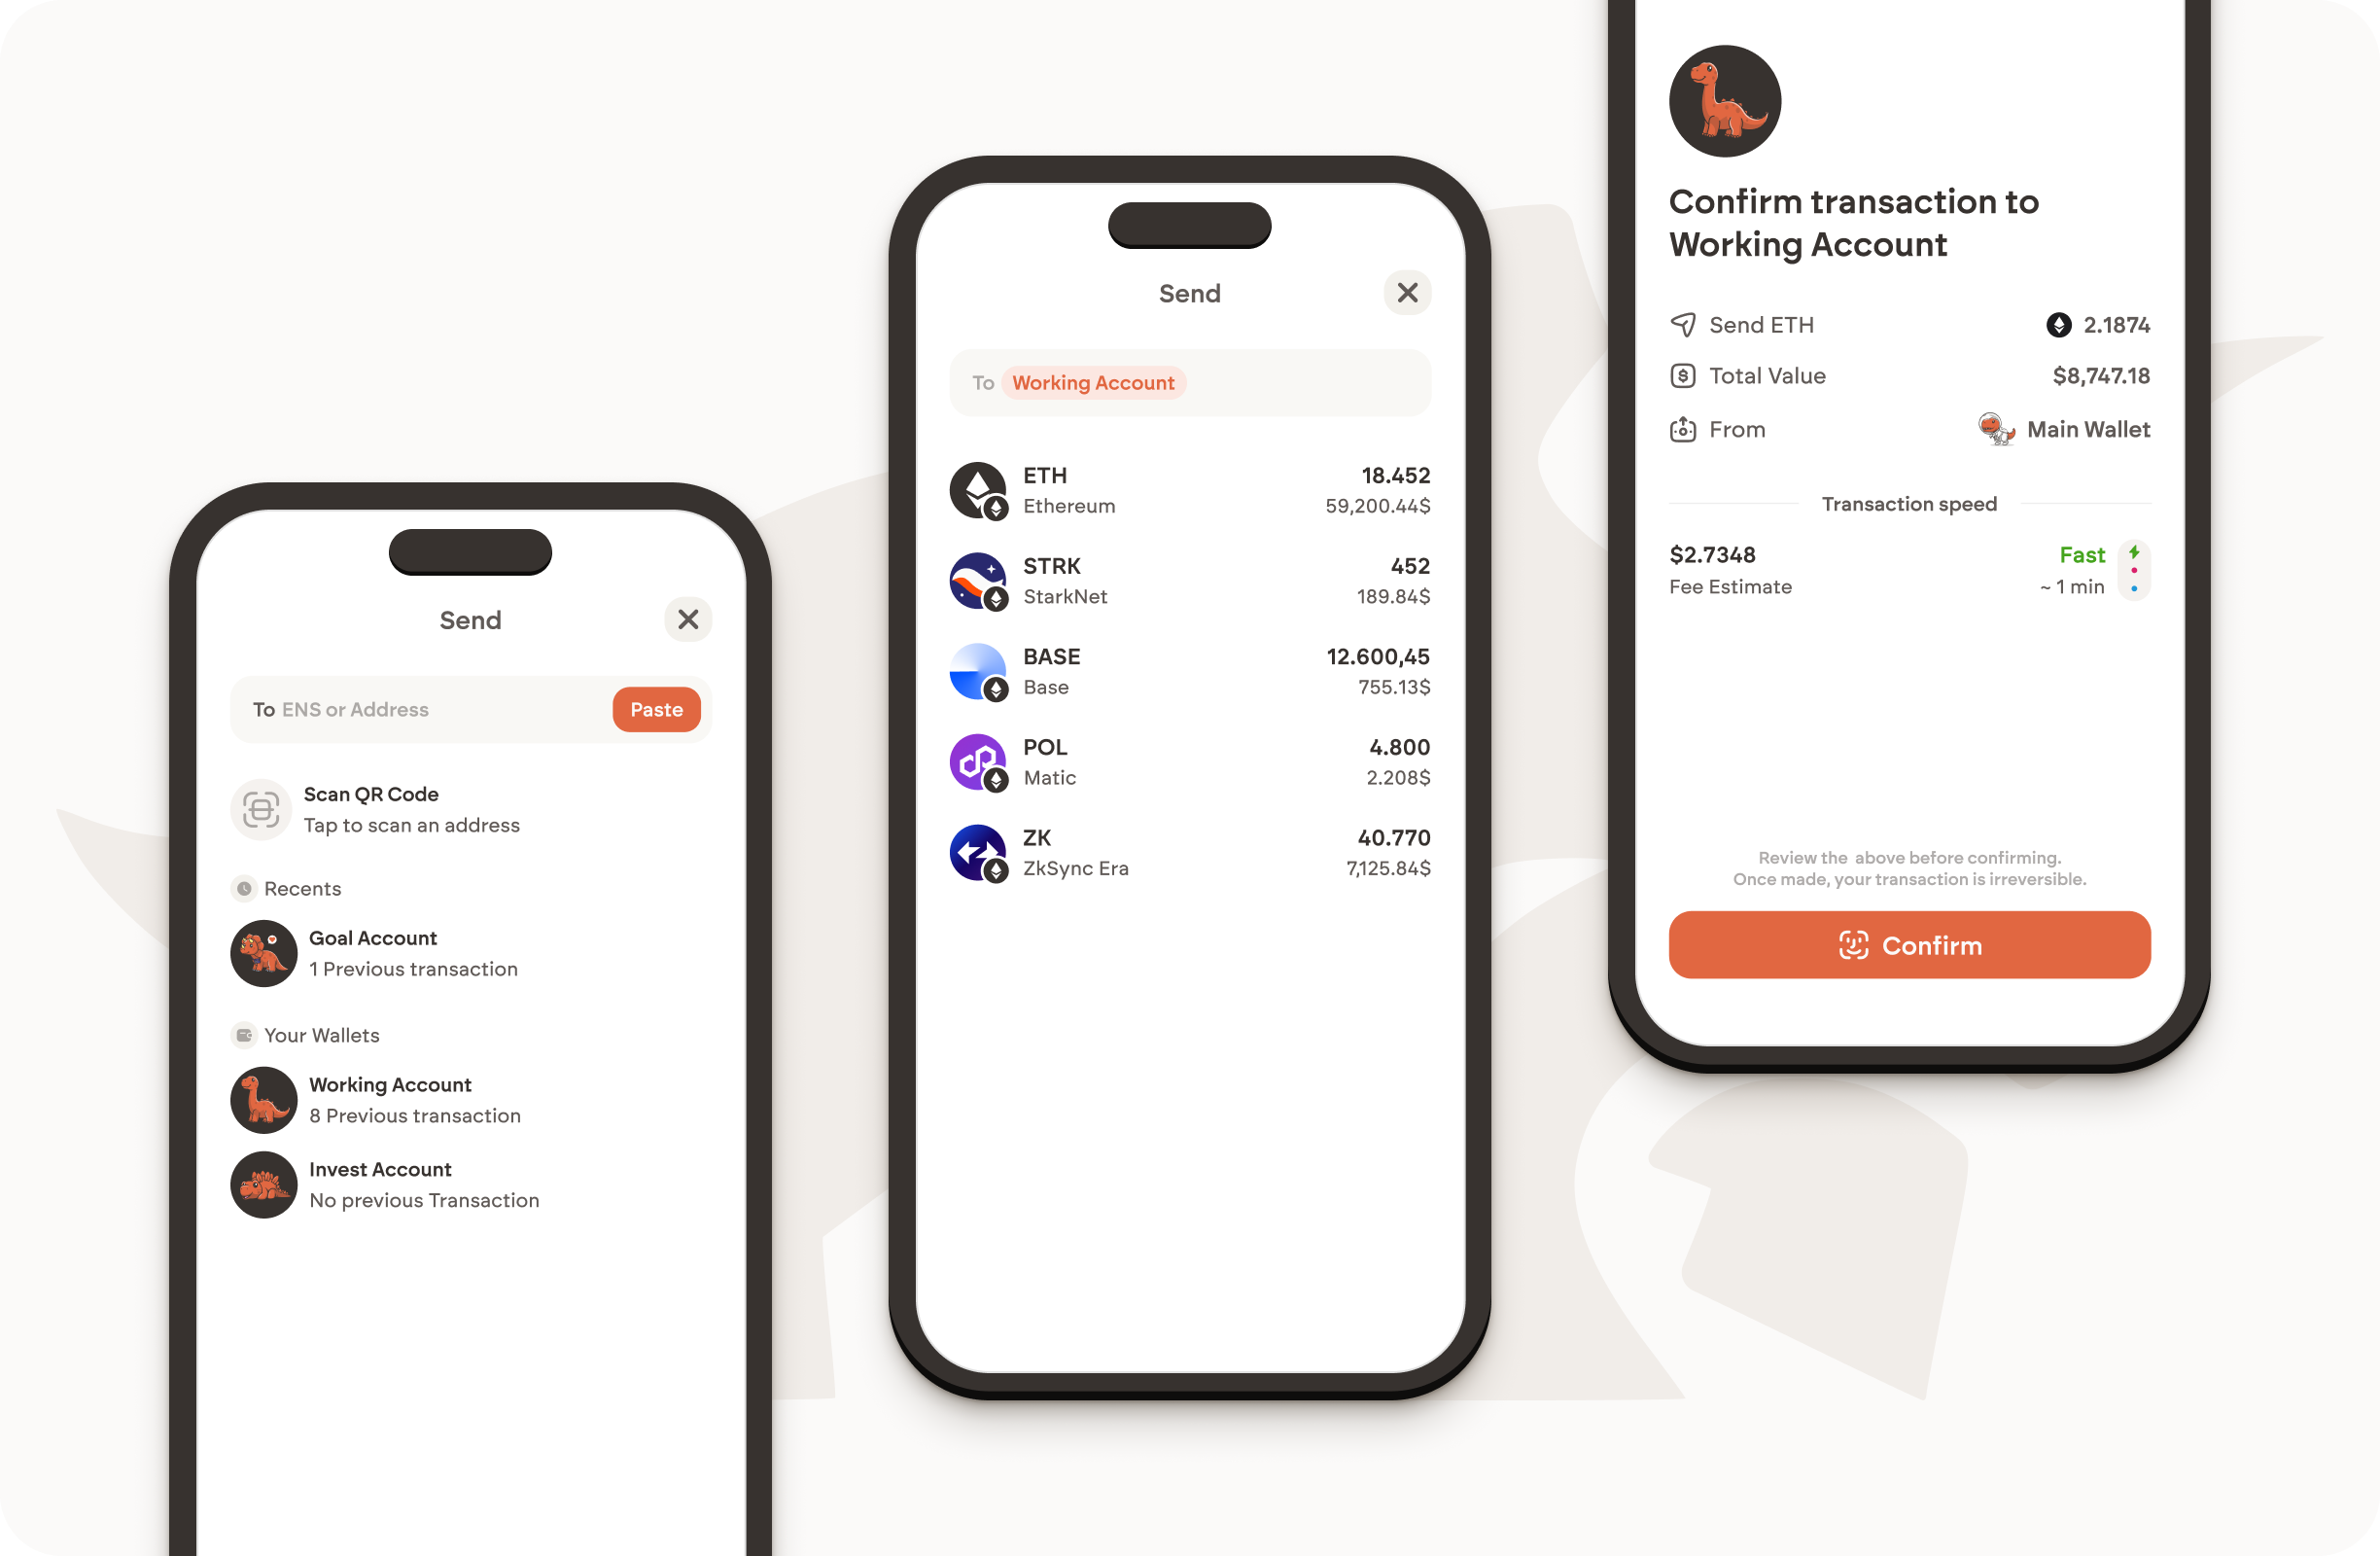 Send
To ENS or Address
Paste
Scan QR Code
Tap to scan an address
Recents
Goal Account
1 Previous transaction
Your Wallets
Working Account
8 Previous transaction
Invest Account
No previous Transaction
Send
To Working Account
ETH 18.452
Ethereum 59,200.44$
STRK 452
StarkNet 189.84$
BASE 12.600,45
Base 755.13$
POL 4.800
Matic 2.208$
ZK 40.770
ZkSync Era 7,125.84$
Confirm transaction to
Working Account
Send ETH 2.1874
Total Value $8,747.18
From Main Wallet
Transaction speed
$2.7348 Fast
Fee Estimate ~ 1 min
Review the above before confirming.
Once made, your transaction is irreversible.
Confirm